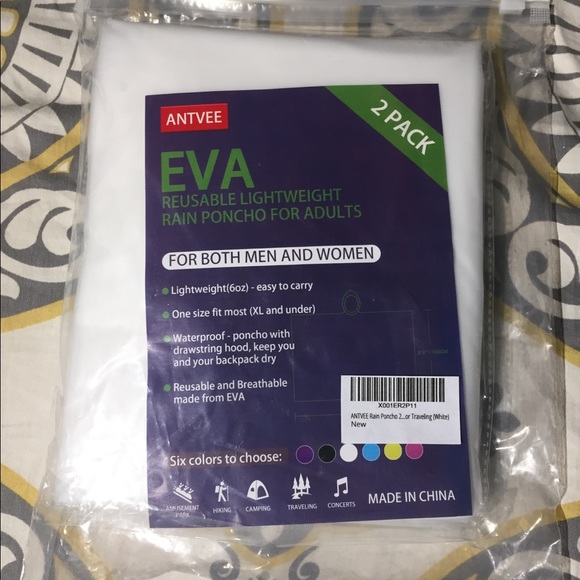 ANTVEE
2 PACK
EVA
REUSABLE LIGHTWEIGHT
RAIN PONCHO FOR ADULTS
FOR BOTH MEN AND WOMEN
Lightweight(6oz) - easy to carry
One size fit most (XL and under)
Waterproof - poncho with
drawstring hood, keep you
and your backpack dry
Reusable and Breathable
made from EVA
X001ER2P11
ANTVEE Rain Poncho 2...or Traveling (White)
New
Six colors to choose:
AMUSEMENT
PARK
HIKING
CAMPING
TRAVELING
CONCERTS
MADE IN CHINA